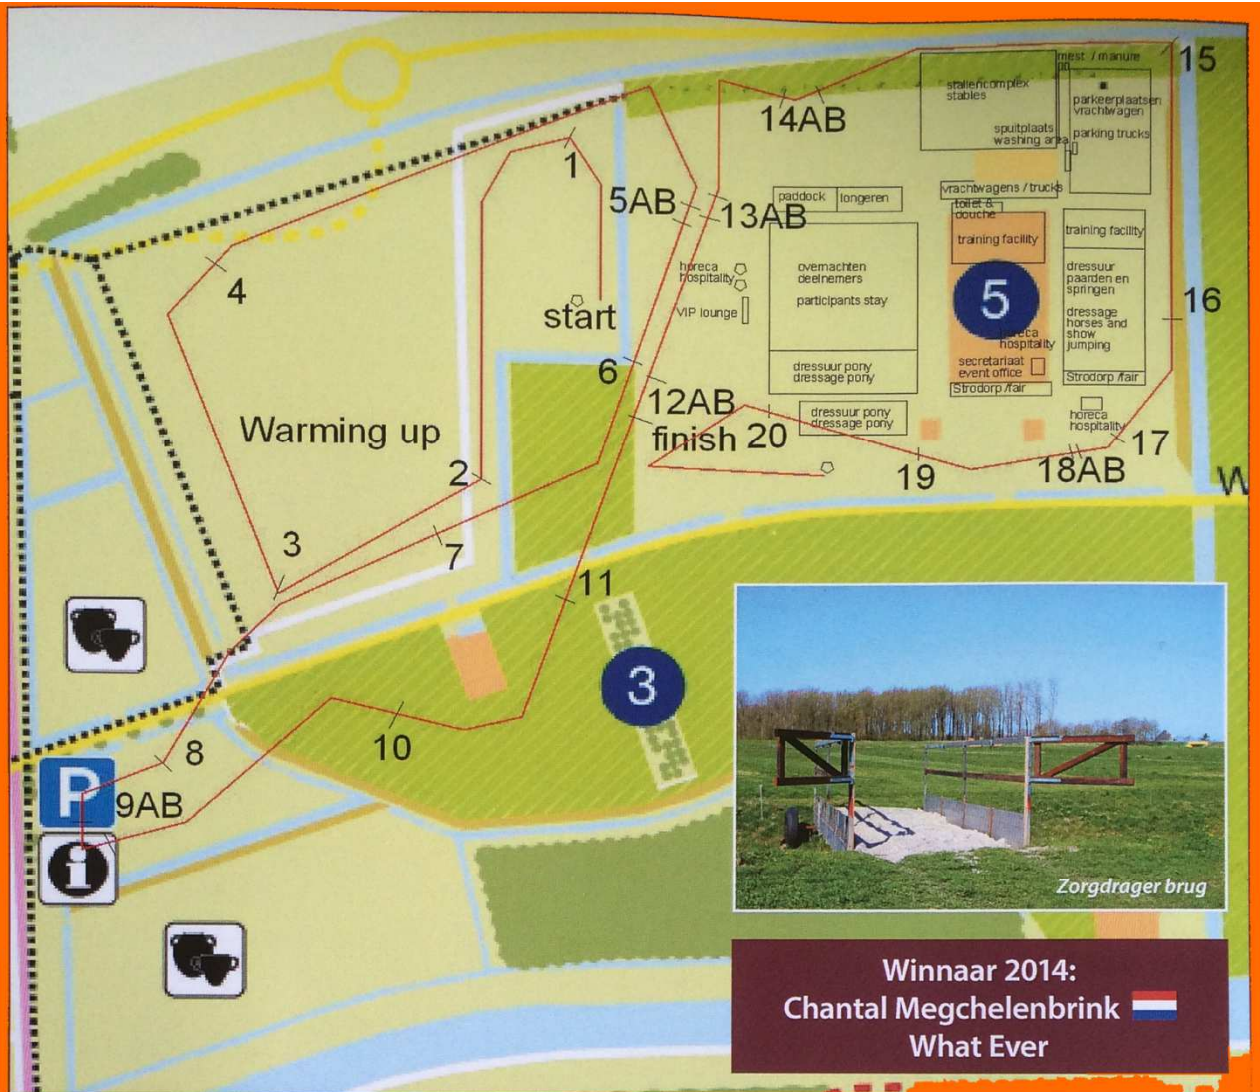 15
mest / manure
stallencomplex
stables
parkeerplaatsen
vrachtwagen
parking trucks
spuitplaats
washing area
14AB
1
5AB
13AB
paddock
longeren
vrachtwagens / trucks
toilet &
douche
training facility
training facility
4
start
horeca
hospitality
VIP lounge
overnachten
deelnemers
participants stay
5
horeca
hospitality
dressuur
paarden en
springen
dressage
horses and
show
jumping
16
secretariaat
event office
Strodorp /fair
Strodorp /fair
dressuur pony
dressage pony
dressuur pony
dressage pony
6
12AB
finish
20
horeca
hospitality
17
19
18AB
W
Warming up
2
3
7
11
3
8
10
P
9AB
i
Zorgdrager brug
Winnaar 2014:
Chantal Megchelenbrink
What Ever